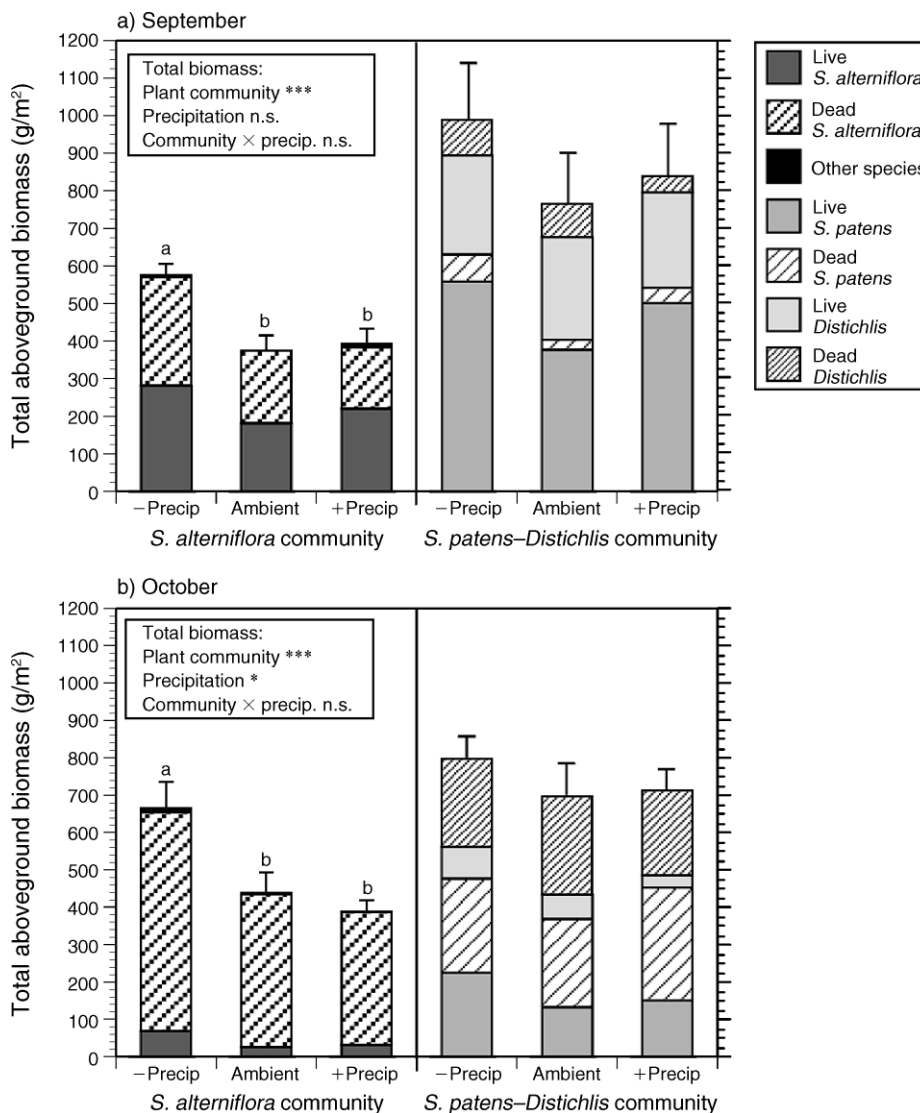 a) September
1200
1100
1000
900
800
700
600
500
400
300
200
100
0
Total aboveground biomass (g/m²)
Total biomass:
Plant community ***
Precipitation n.s.
Community × precip. n.s.
a
b
b
−Precip Ambient +Precip −Precip Ambient +Precip
S. alterniflora community S. patens–Distichlis community
Live
S. alterniflora
Dead
S. alterniflora
Other species
Live
S. patens
Dead
S. patens
Live
Distichlis
Dead
Distichlis
b) October
1200
1100
1000
900
800
700
600
500
400
300
200
100
0
Total aboveground biomass (g/m²)
Total biomass:
Plant community ***
Precipitation *
Community × precip. n.s.
a
b
b
−Precip Ambient +Precip −Precip Ambient +Precip
S. alterniflora community S. patens–Distichlis community